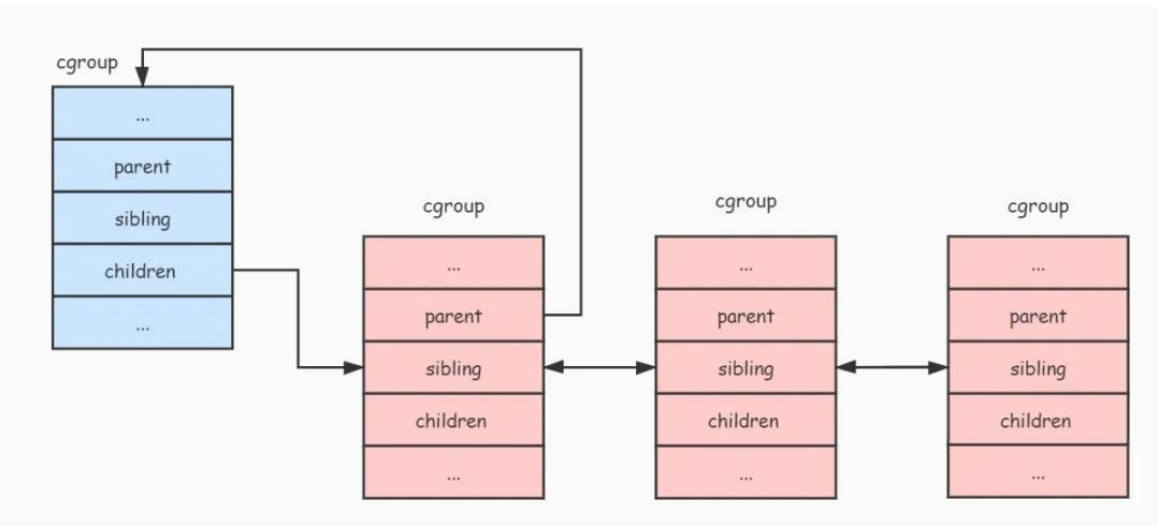 cgroup
...
parent
sibling
children
...
cgroup
...
parent
sibling
children
...
cgroup
...
parent
sibling
children
...
cgroup
...
parent
sibling
children
...